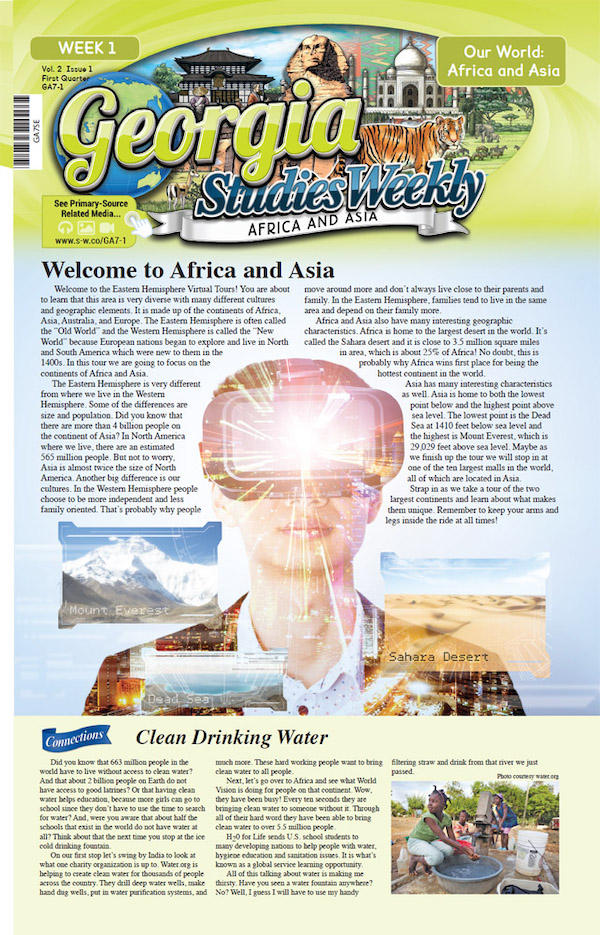 WEEK 1
Vol. 2 Issue 1
First Quarter
GA7-1
Our World:
Africa and Asia
GA7SE
Georgia
Studies Weekly
AFRICA AND ASIA
See Primary-Source
Related Media...
www.s-w.co/GA7-1
Welcome to Africa and Asia
Welcome to the Eastern Hemisphere Virtual Tours! You are about
to learn that this area is very diverse with many different cultures
and geographic elements. It is made up of the continents of Africa,
Asia, Australia, and Europe. The Eastern Hemisphere is often called
the "Old World" and the Western Hemisphere is called the "New
World" because European nations began to explore and live in North
and South America which were new to them in the
1400s. In this tour we are going to focus on the
continents of Africa and Asia.
The Eastern Hemisphere is very different
from where we live in the Western
Hemisphere. Some of the differences are
size and population. Did you know that
there are more than 4 billion people on
the continent of Asia? In North America
where we live, there are an estimated
565 million people. But not to worry,
Asia is almost twice the size of North
America. Another big difference is our
cultures. In the Western Hemisphere people
choose to be more independent and less
family oriented. That's probably why people
move around more and don't always live close to their parents and
family. In the Eastern Hemisphere, families tend to live in the same
area and depend on their family more.
Africa and Asia also have many interesting geographic
characteristics. Africa is home to the largest desert in the world. It's
called the Sahara desert and it is close to 3.5 million square miles
in area, which is about 25% of Africa! No doubt, this is
probably why Africa wins first place for being the
hottest continent in the world.
Asia has many interesting characteristics
as well. Asia is home to both the lowest
point below and the highest point above
sea level. The lowest point is the Dead
Sea at 1410 feet below sea level and
the highest is Mount Everest, which is
29,029 feet above sea level. Maybe as
we finish up the tour we will stop in at
one of the ten largest malls in the world,
all of which are located in Asia.
Strap in as we take a tour of the two
largest continents and learn about what makes
them unique. Remember to keep your arms and
legs inside the ride at all times!
Mount Everest
Dead Sea
Sahara Desert
Connections
Clean Drinking Water
Did you know that 663 million people in the
world have to live without access to clean water?
And that about 2 billion people on Earth do not
have access to good latrines? Or that having clean
water helps education, because more girls can go to
school since they don't have to use the time to search
for water? And, were you aware that about half the
schools that exist in the world do not have water at
all? Think about that the next time you stop at the ice
cold drinking fountain.
On our first stop let's swing by India to look at
what one charity organization is up to. Water.org is
helping to create clean water for thousands of people
across the country. They drill deep water wells, make
hand dug wells, put in water purification systems, and
much more. These hard working people want to bring
clean water to all people.
Next, let's go over to Africa and see what World
Vision is doing for people on that continent. Wow,
they have been busy! Every ten seconds they are
bringing clean water to someone without it. Through
all of their hard word they have been able to bring
clean water to over 5.5 million people.
H2O for Life sends U.S. school students to
many developing nations to help people with water,
hygiene education and sanitation issues. It is what's
known as a global service learning opportunity.
All of this talking about water is making me
thirsty. Have you seen a water fountain anywhere?
No? Well, I guess I will have to use my handy
filtering straw and drink from that river we just
passed.
Photo courtesy water.org